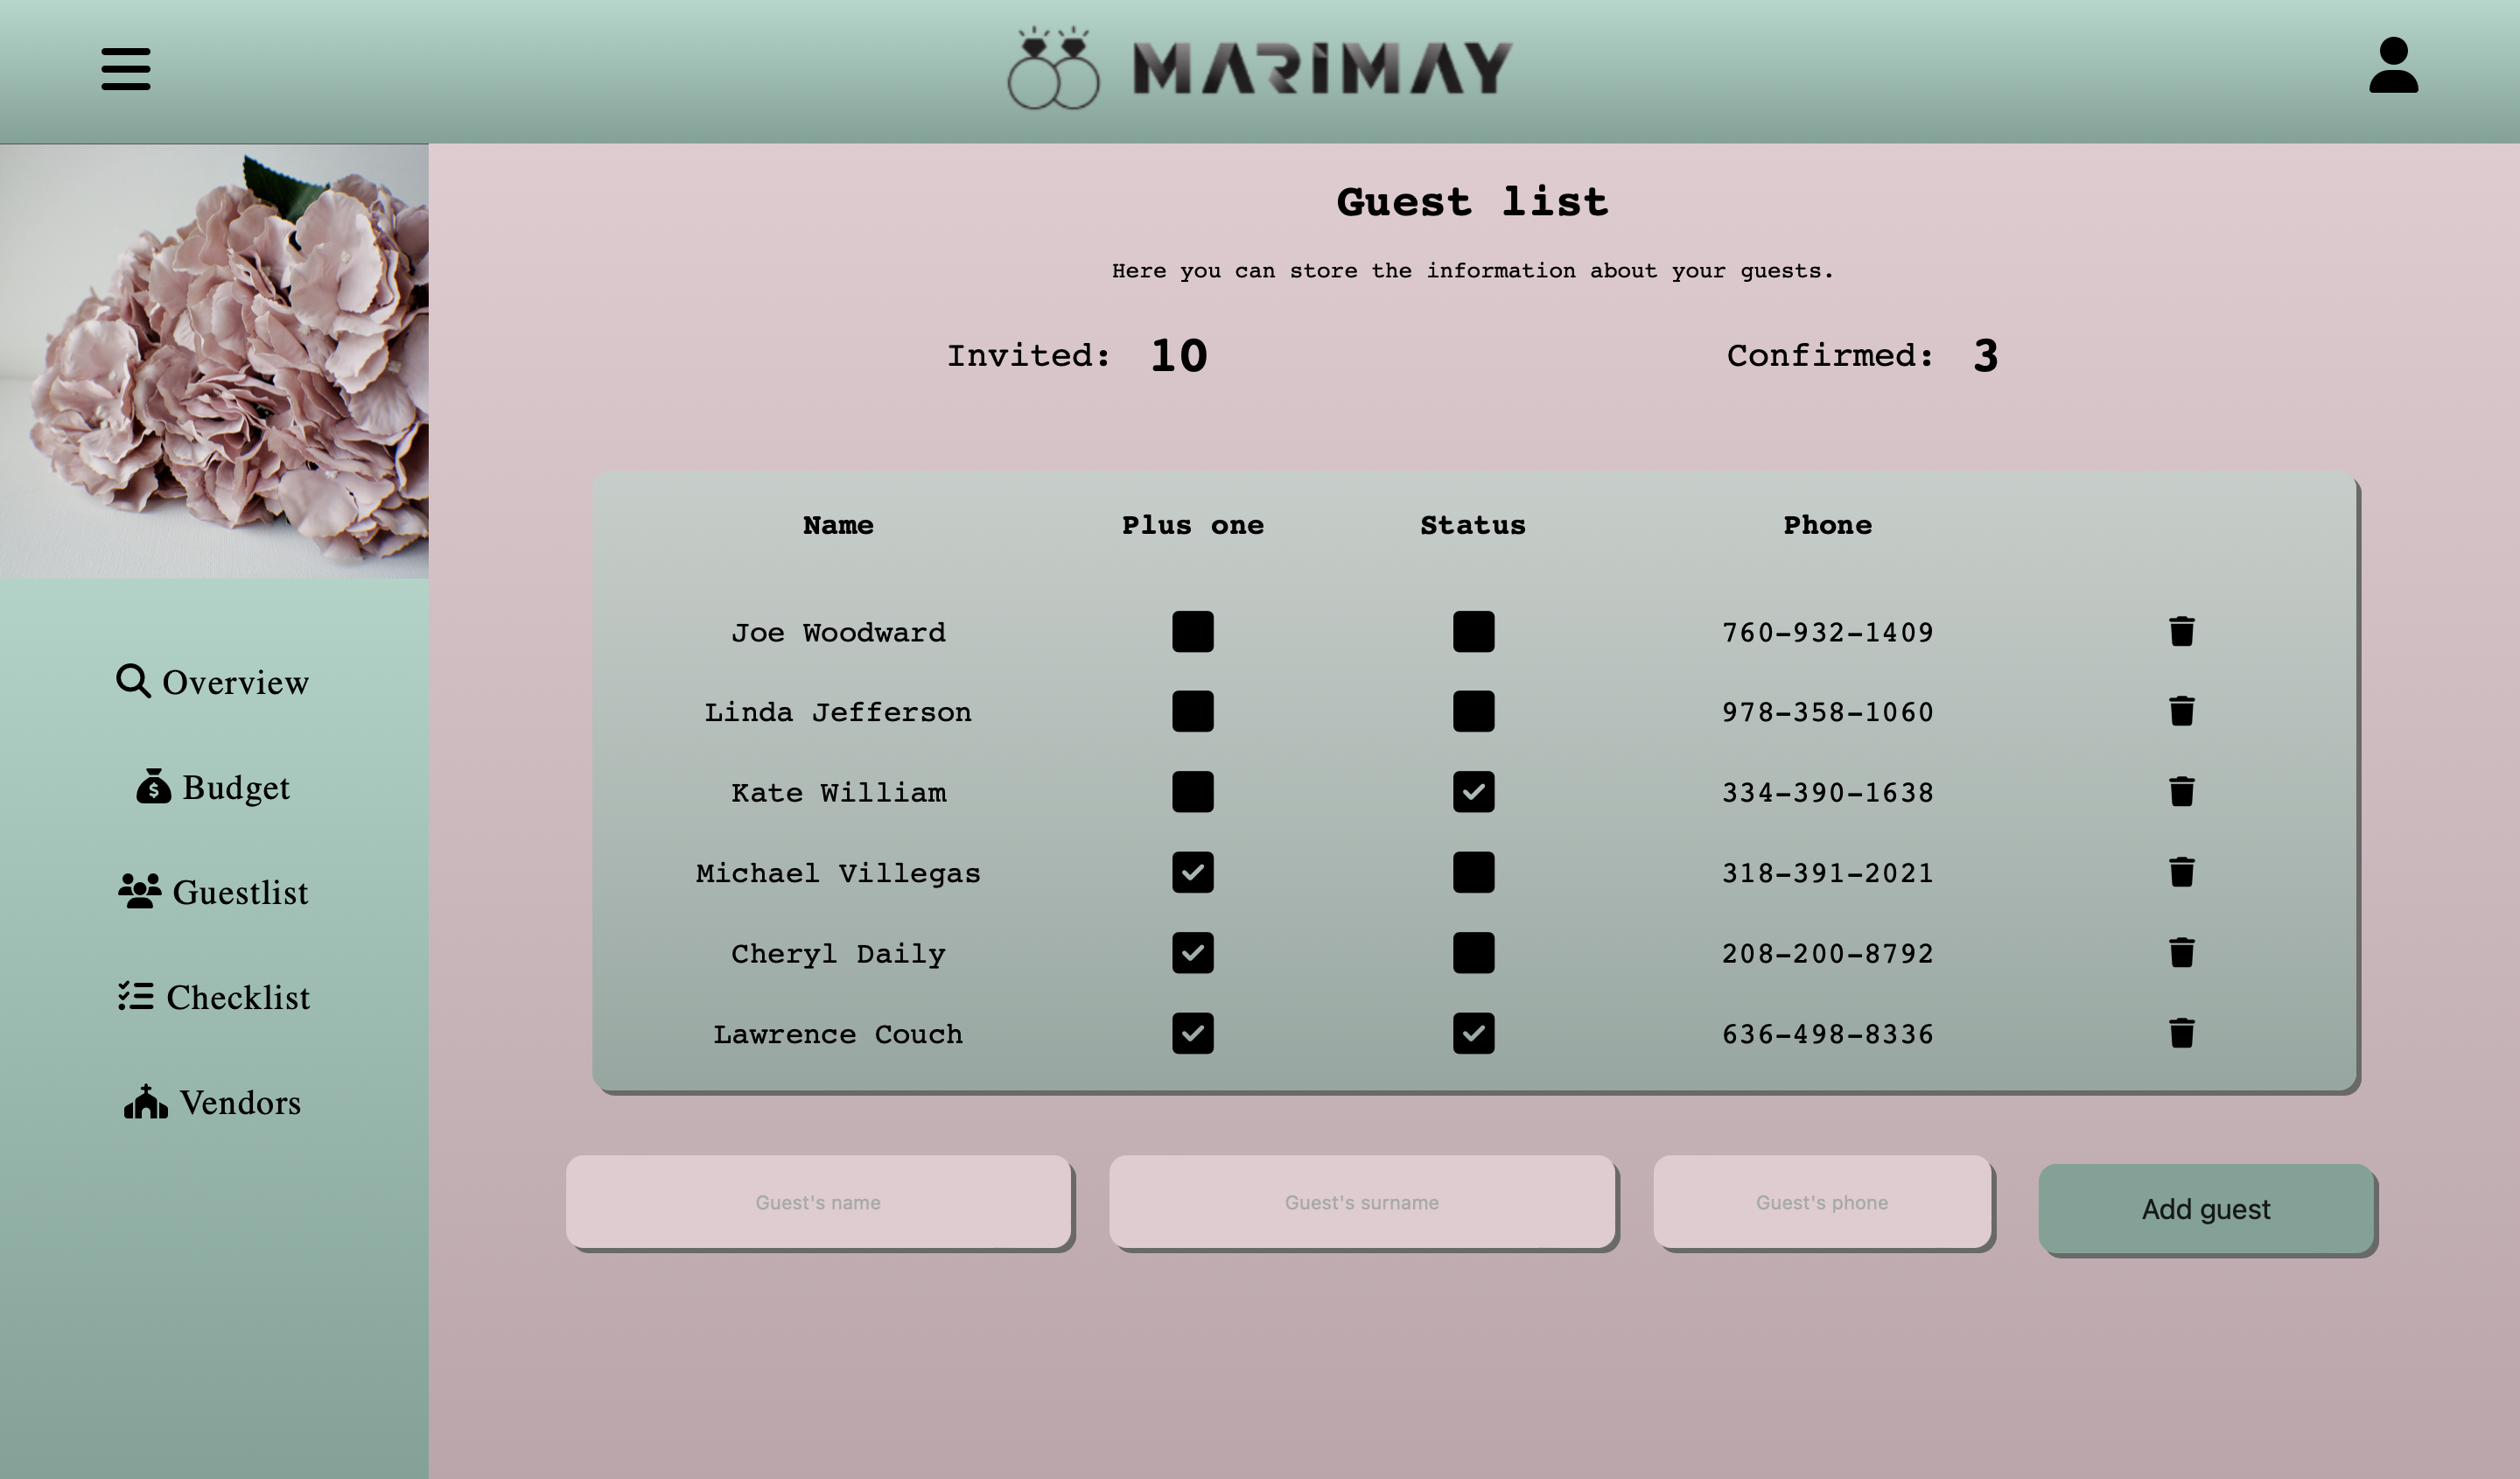 MARIMAY
Guest list
Here you can store the information about your guests.
Invited: 10 Confirmed: 3
Name Plus one Status Phone
Joe Woodward 760-932-1409
Linda Jefferson 978-358-1060
Kate William 334-390-1638
Michael Villegas 318-391-2021
Cheryl Daily 208-200-8792
Lawrence Couch 636-498-8336
Overview
$ Budget
Guestlist
Checklist
Vendors
Guest's name Guest's surname Guest's phone Add guest